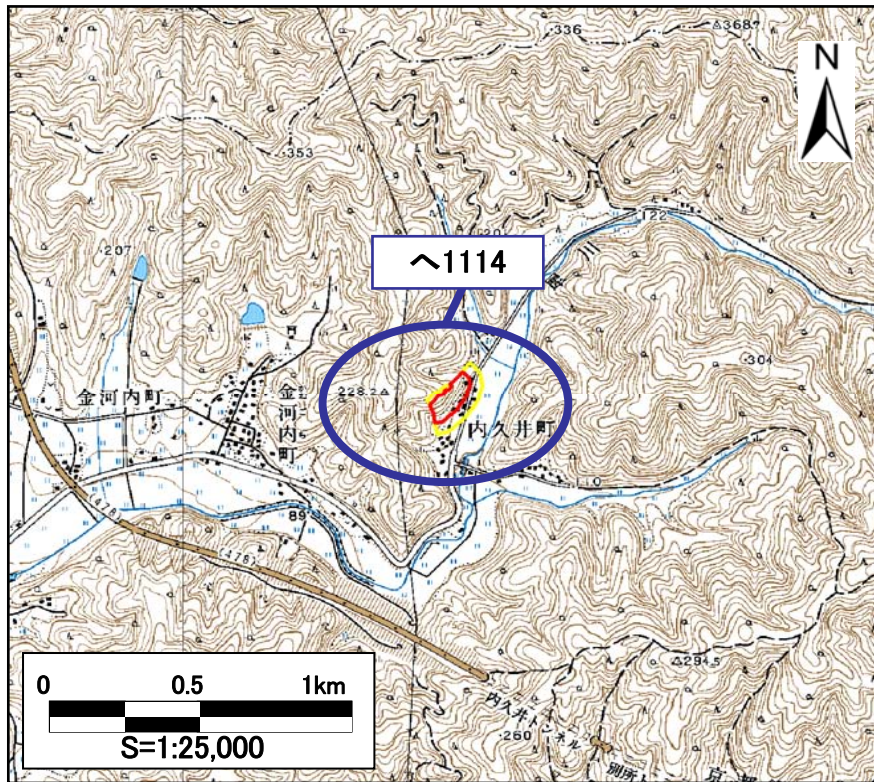 ・336
△368.7
N
・353
122
・207
へ1114
・304
228.2△
金河内町
金河内町
内久井町
110
89
(478)
(478)
△294.5
0 0.5 1km
S=1:25,000
内久井トンネル
・260